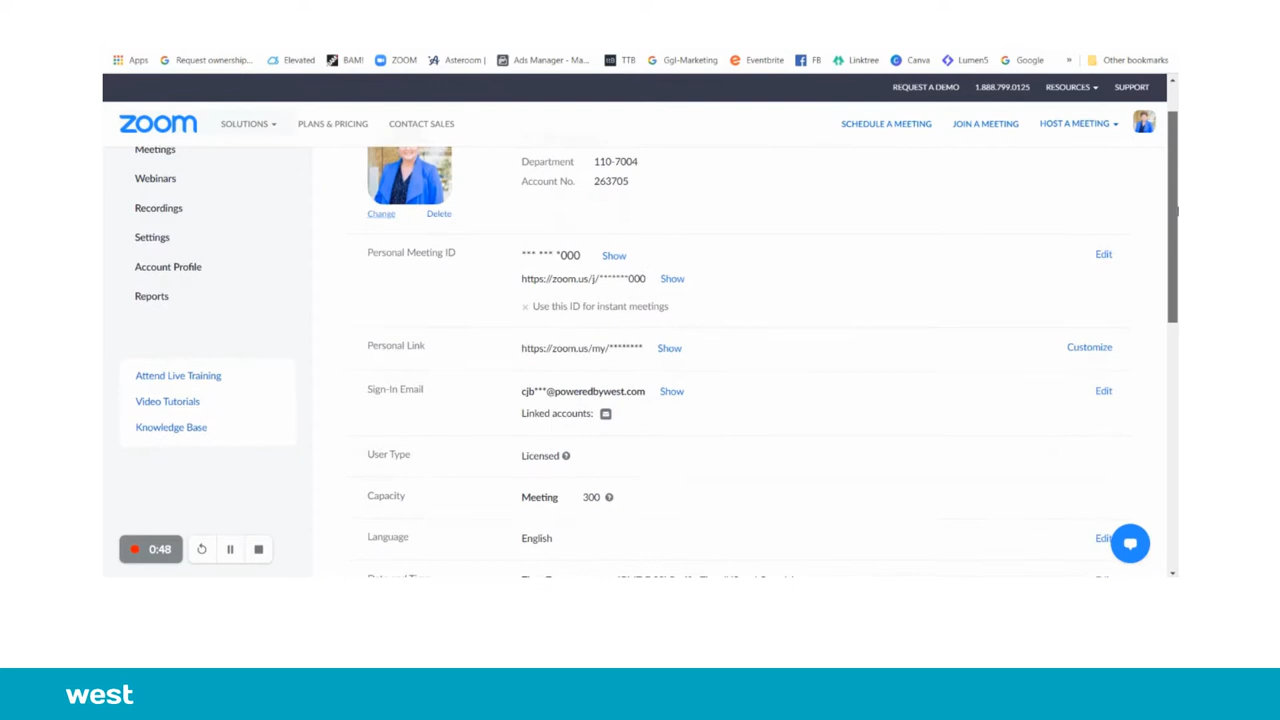 Apps Request ownership... Elevated BAM! ZOOM Asteroom | Ads Manager - Ma... TTB Ggl-Marketing Eventbrite FB Linktree Canva Lumen5 Google » Other bookmarks
REQUEST A DEMO 1.888.799.0125 RESOURCES SUPPORT
zoom SOLUTIONS PLANS & PRICING CONTACT SALES SCHEDULE A MEETING JOIN A MEETING HOST A MEETING
Meetings
Webinars
Recordings
Settings
Account Profile
Reports
Attend Live Training
Video Tutorials
Knowledge Base
Department 110-7004
Account No. 263705
Change Delete
Personal Meeting ID *** *** *000 Show Edit
https://zoom.us/j/*******000 Show
× Use this ID for instant meetings
Personal Link https://zoom.us/my/******** Show Customize
Sign-In Email cjb***@poweredbywest.com Show Edit
Linked accounts:
User Type Licensed
Capacity Meeting 300
Language English Edit
0:48
west